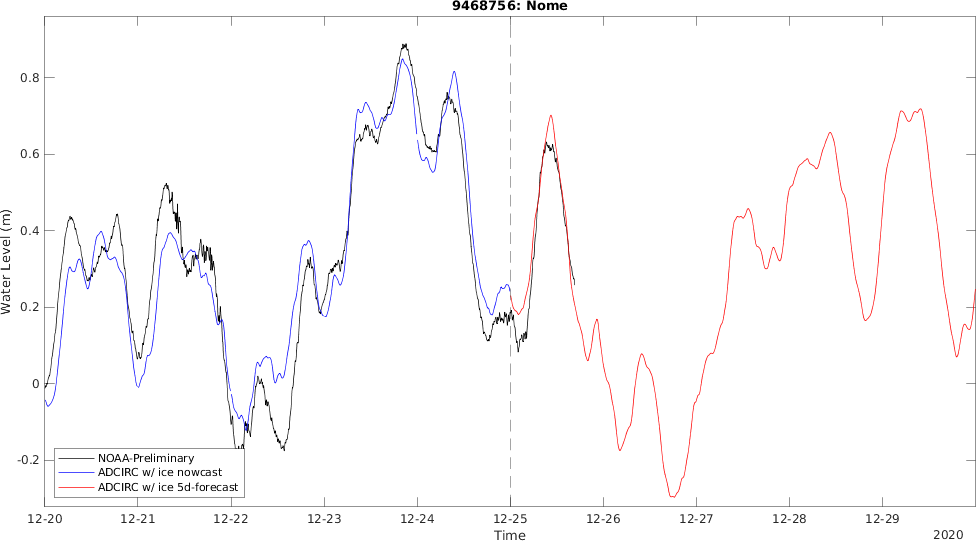 9468756: Nome
Water Level (m)
0.8
0.6
0.4
0.2
0
-0.2
NOAA-Preliminary
ADCIRC w/ ice nowcast
ADCIRC w/ ice 5d-forecast
12-20 12-21 12-22 12-23 12-24 12-25 12-26 12-27 12-28 12-29
Time
2020